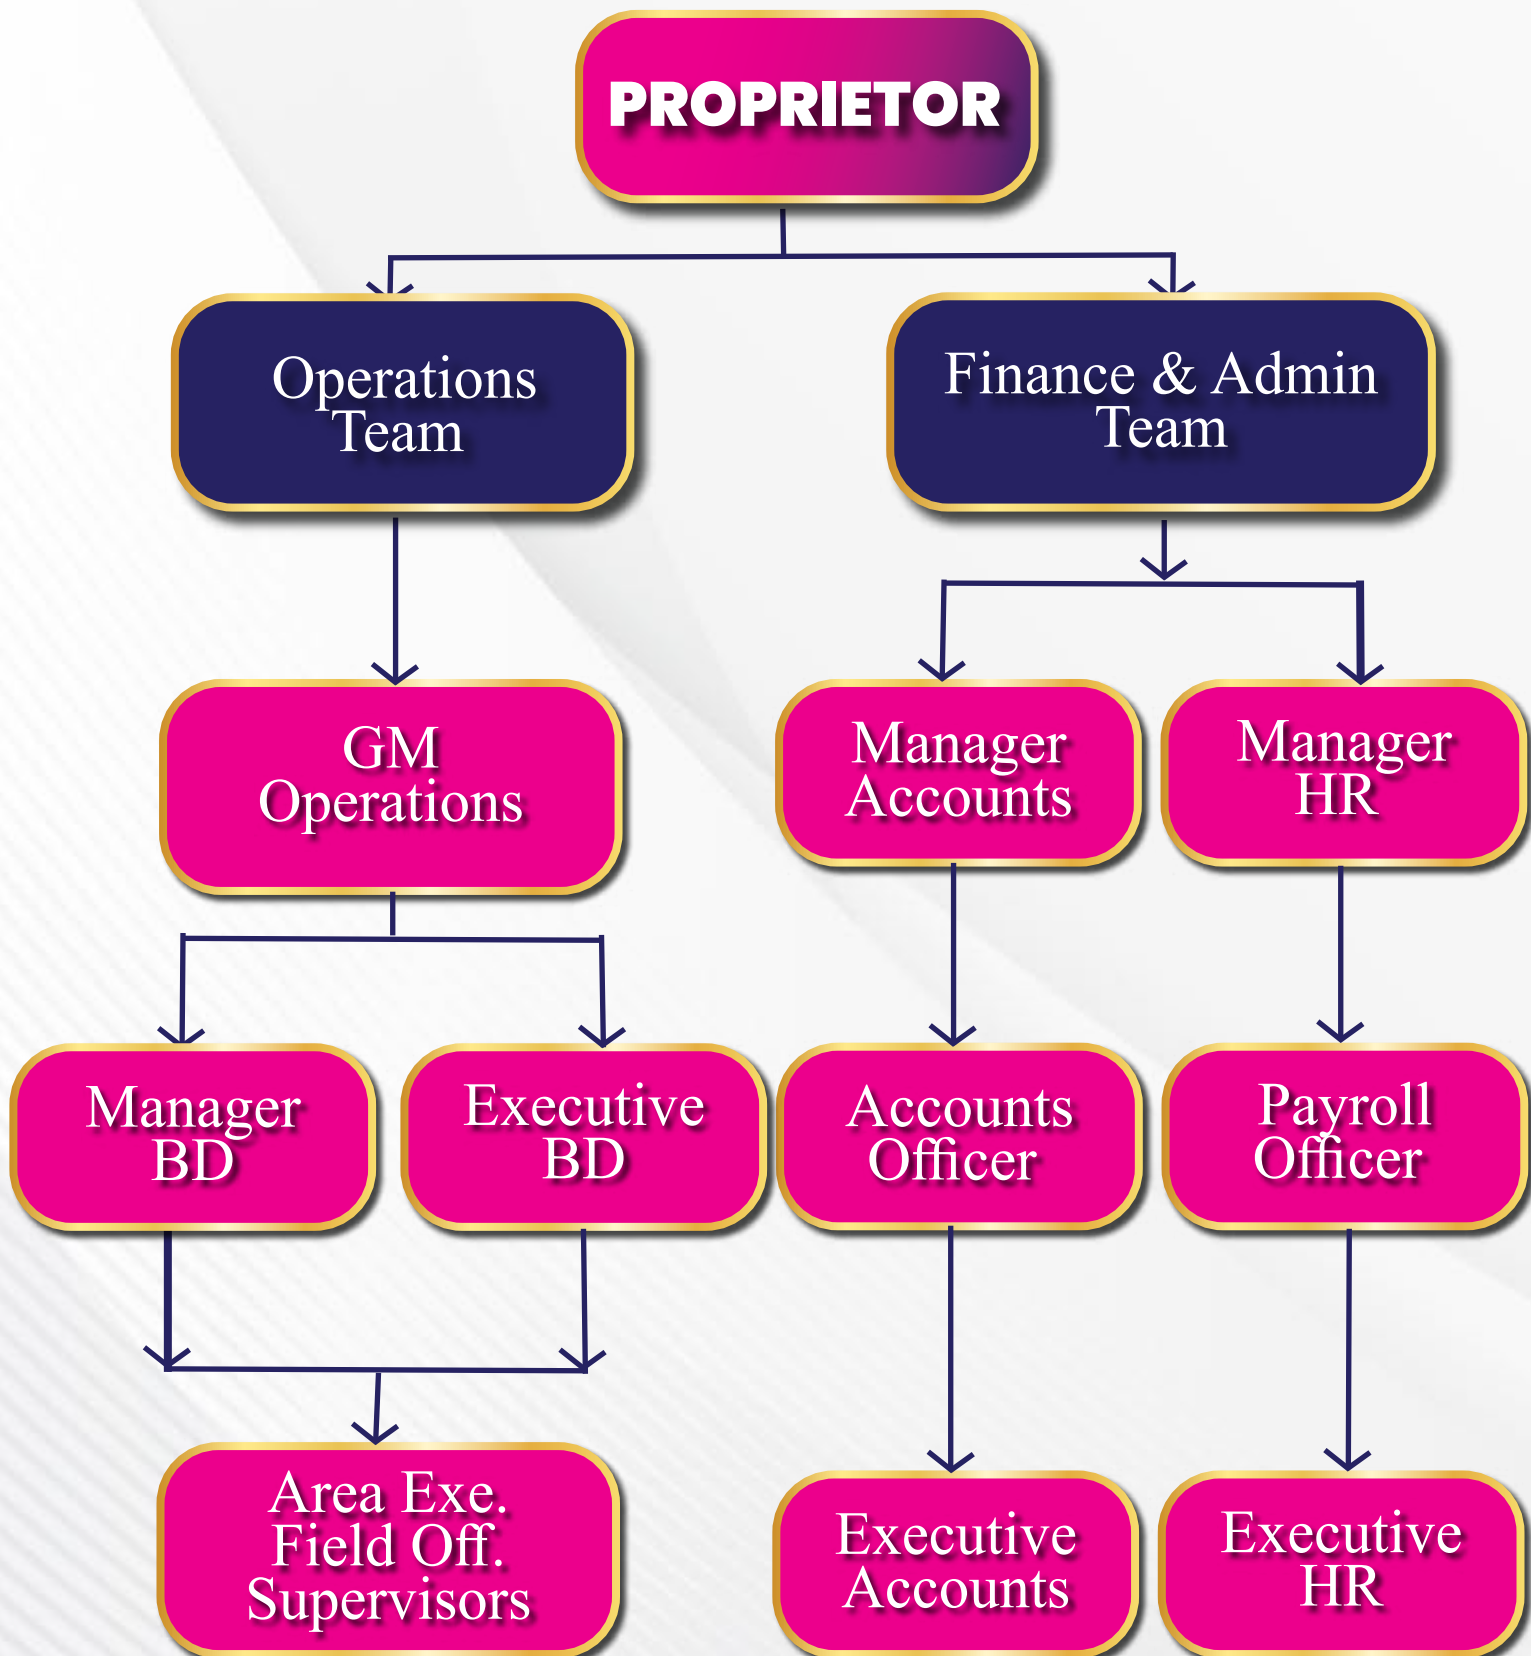 PROPRIETOR
Operations
Team
Finance & Admin
Team
GM
Operations
Manager
Accounts
Manager
HR
Manager
BD
Executive
BD
Accounts
Officer
Payroll
Officer
Area Exe.
Field Off.
Supervisors
Executive
Accounts
Executive
HR